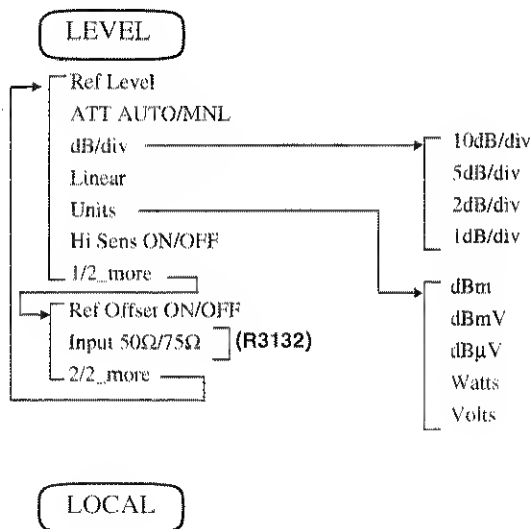 LEVEL
Ref Level
ATT AUTO/MNL
dB/div
Linear
Units
Hi Sens ON/OFF
1/2_more
Ref Offset ON/OFF
Input 50Ω/75Ω (R3132)
2/2_more
10dB/div
5dB/div
2dB/div
1dB/div
dBm
dBmV
dBμV
Watts
Volts
LOCAL